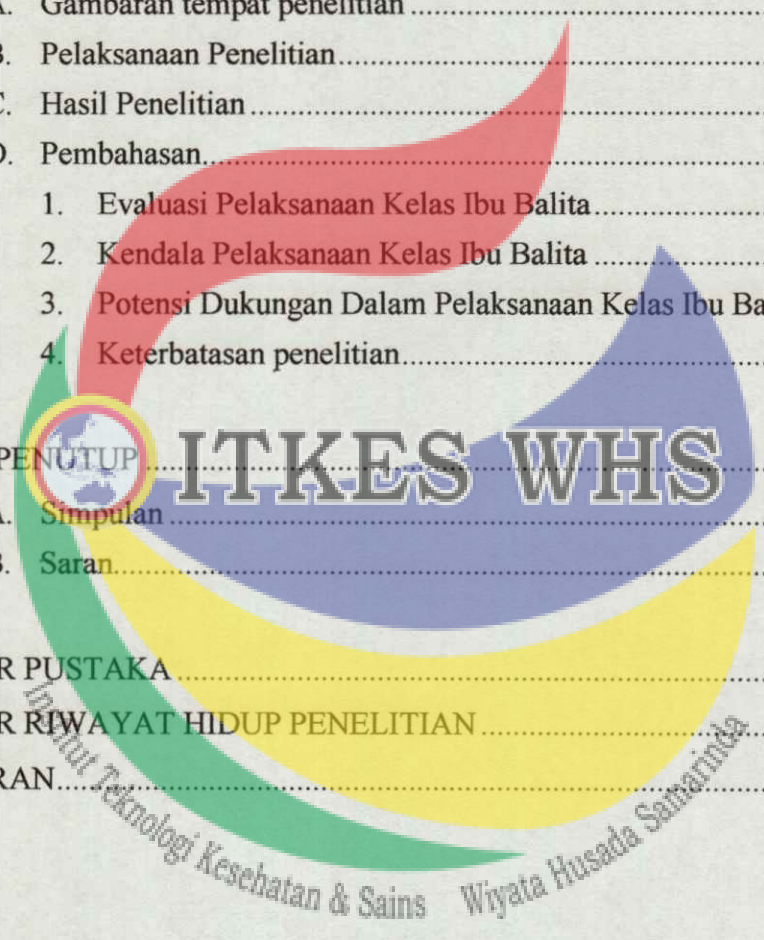 A. Gambaran tempat penelitian ........................................
B. Pelaksanaan Penelitian ........................................
C. Hasil Penelitian ........................................
D. Pembahasan ........................................
1. Evaluasi Pelaksanaan Kelas Ibu Balita ....................
2. Kendala Pelaksanaan Kelas Ibu Balita ....................
3. Potensi Dukungan Dalam Pelaksanaan Kelas Ibu Ba
4. Keterbatasan penelitian ........................................
PENUTUP ........................................
ITKES WHS
A. Simpulan ........................................
B. Saran ........................................
R PUSTAKA ........................................
R RIWAYAT HIDUP PENELITIAN ....................
RAN ........................................
Institut Teknologi Kesehatan & Sains Wiyata Husada Samarinda